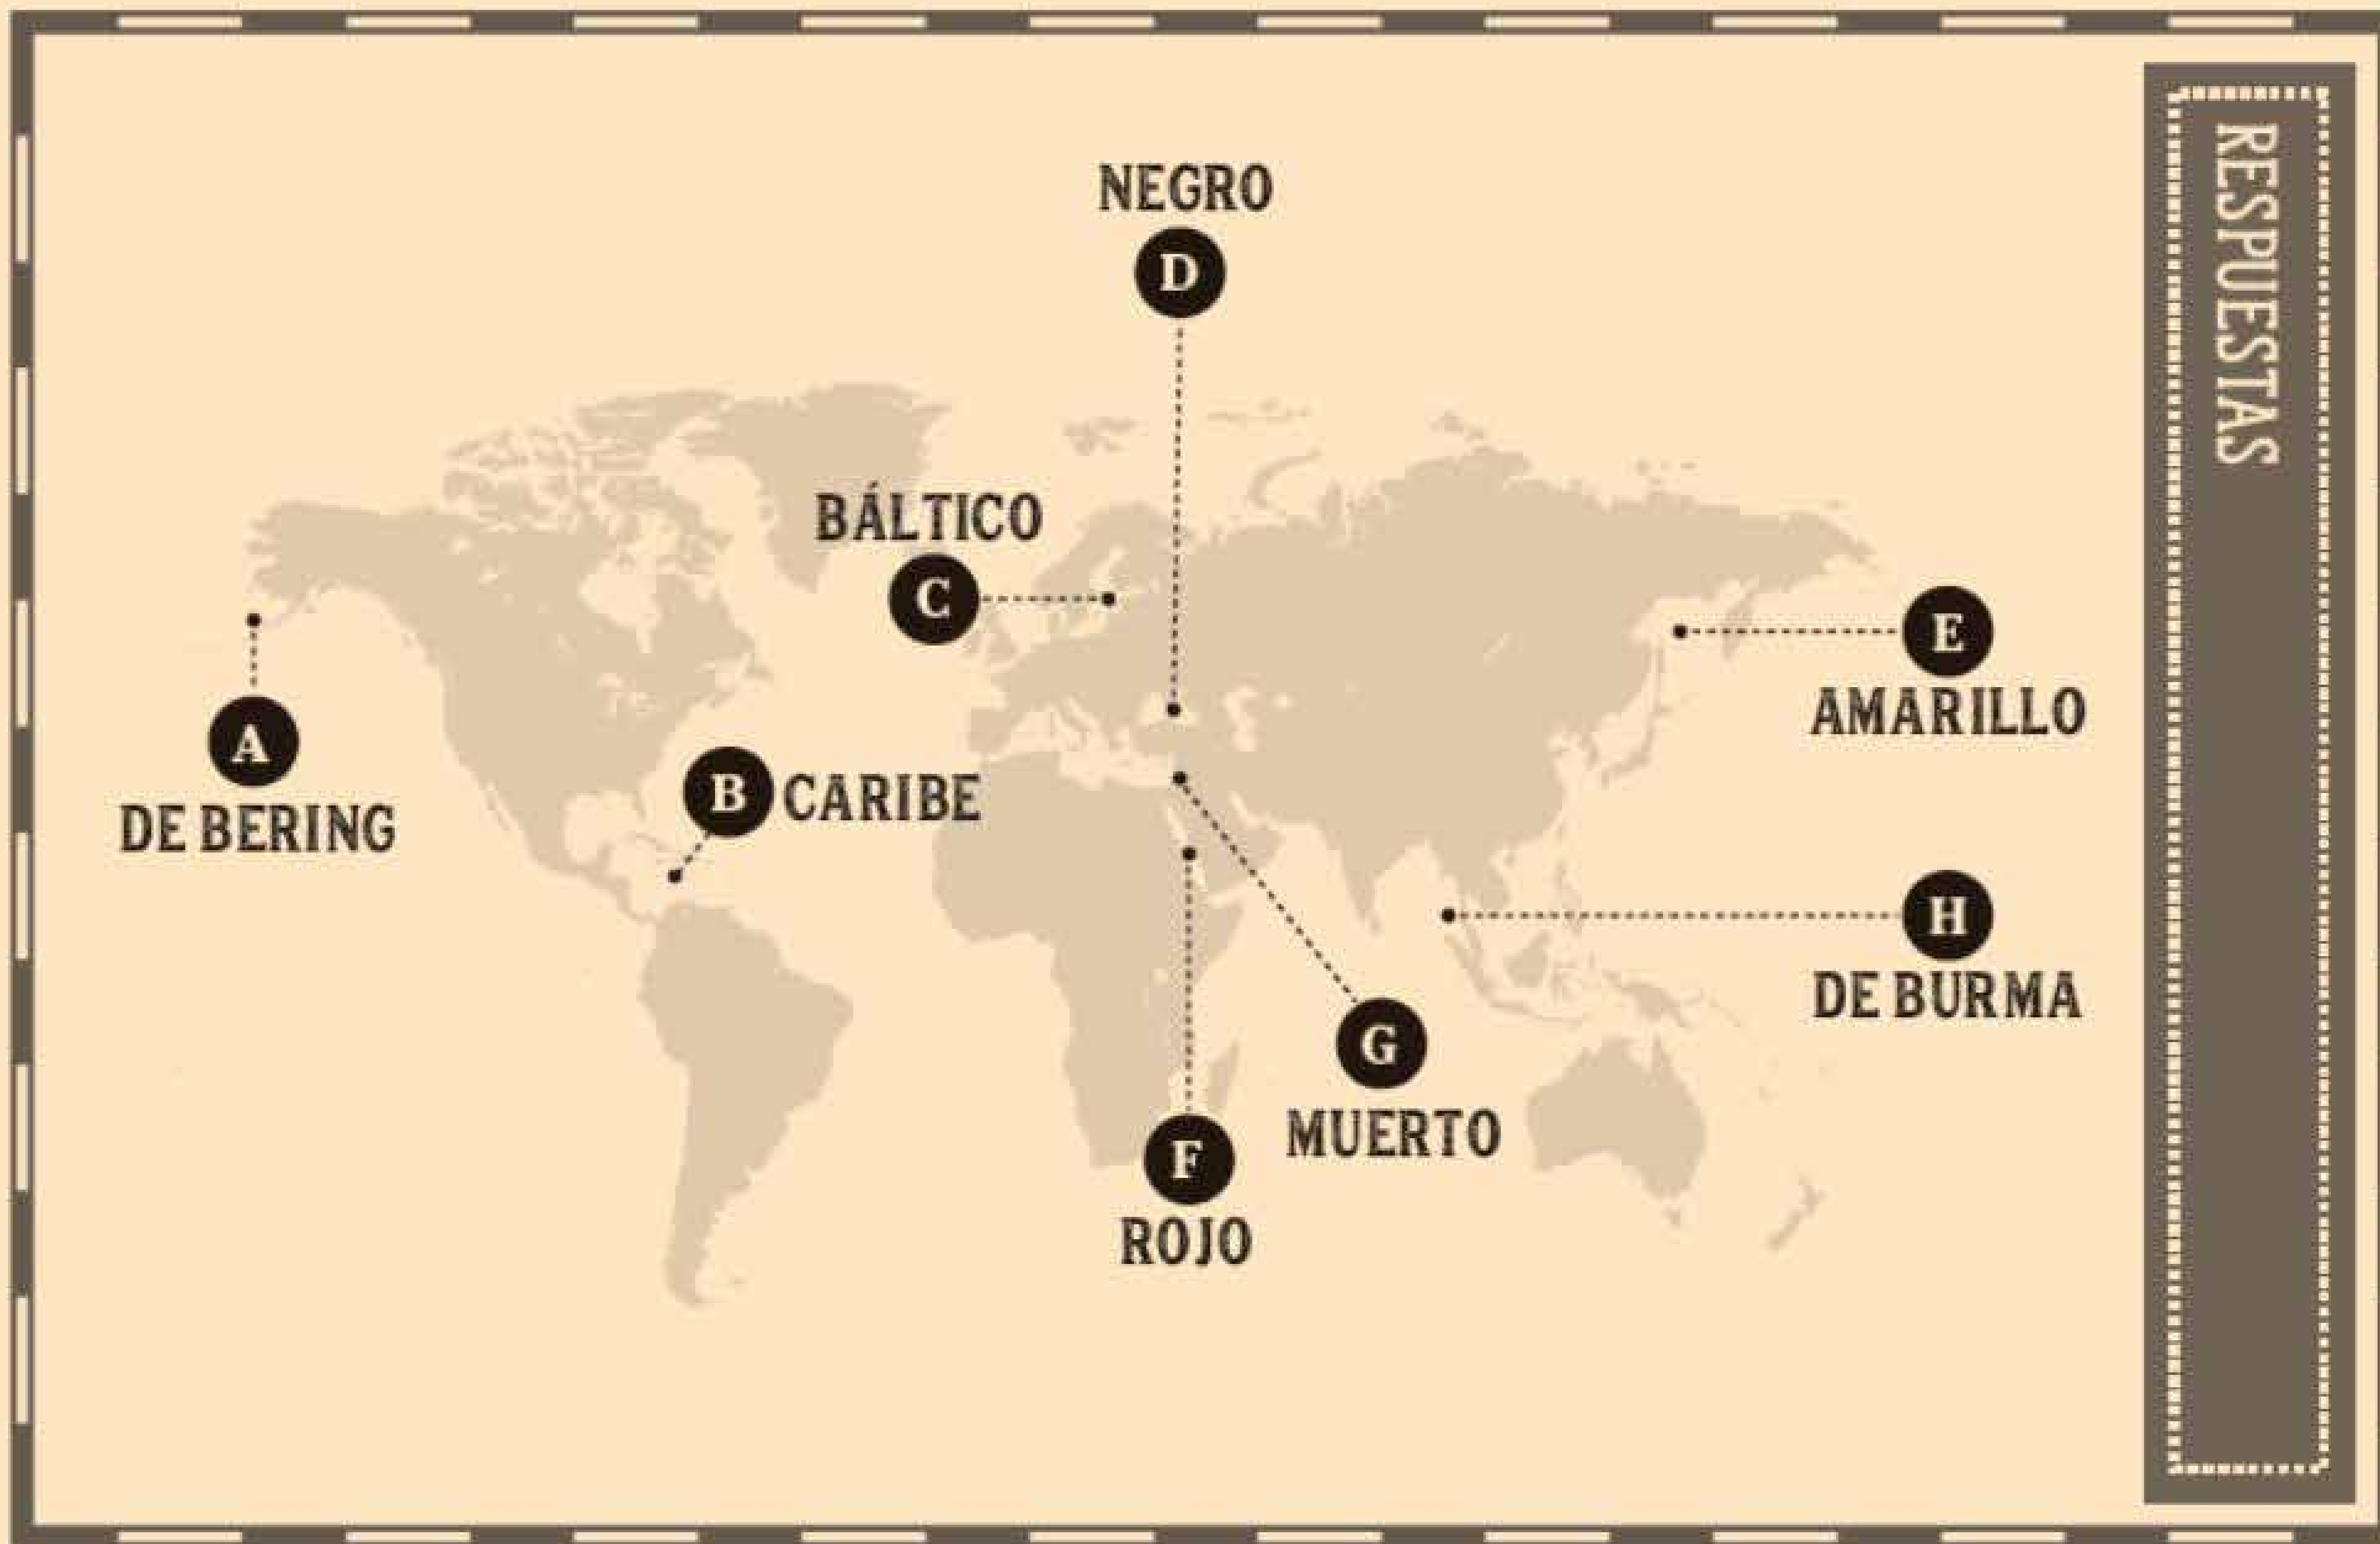 RESPUESTAS
NEGRO
D
BÁLTICO
C
E
AMARILLO
A
DE BERING
B CARIBE
H
DE BURMA
G
MUERTO
F
ROJO